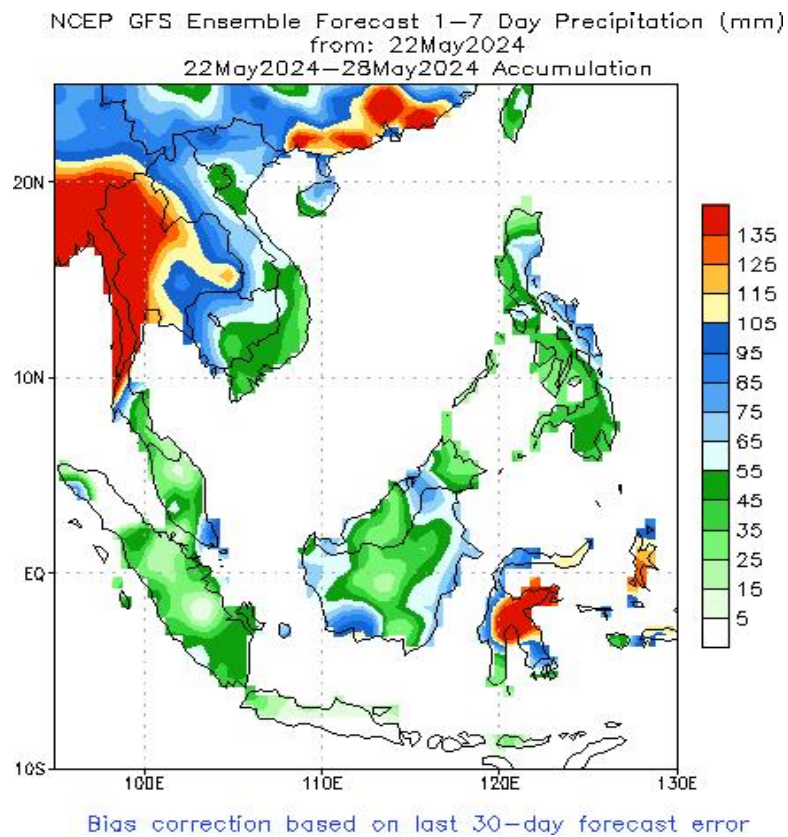 NCEP GFS Ensemble Forecast 1–7 Day Precipitation (mm)
from: 22May2024
22May2024–28May2024 Accumulation
20N
10N
EQ
10S
100E
110E
120E
130E
135
125
115
105
95
85
75
65
55
45
35
25
15
5
Bias correction based on last 30–day forecast error